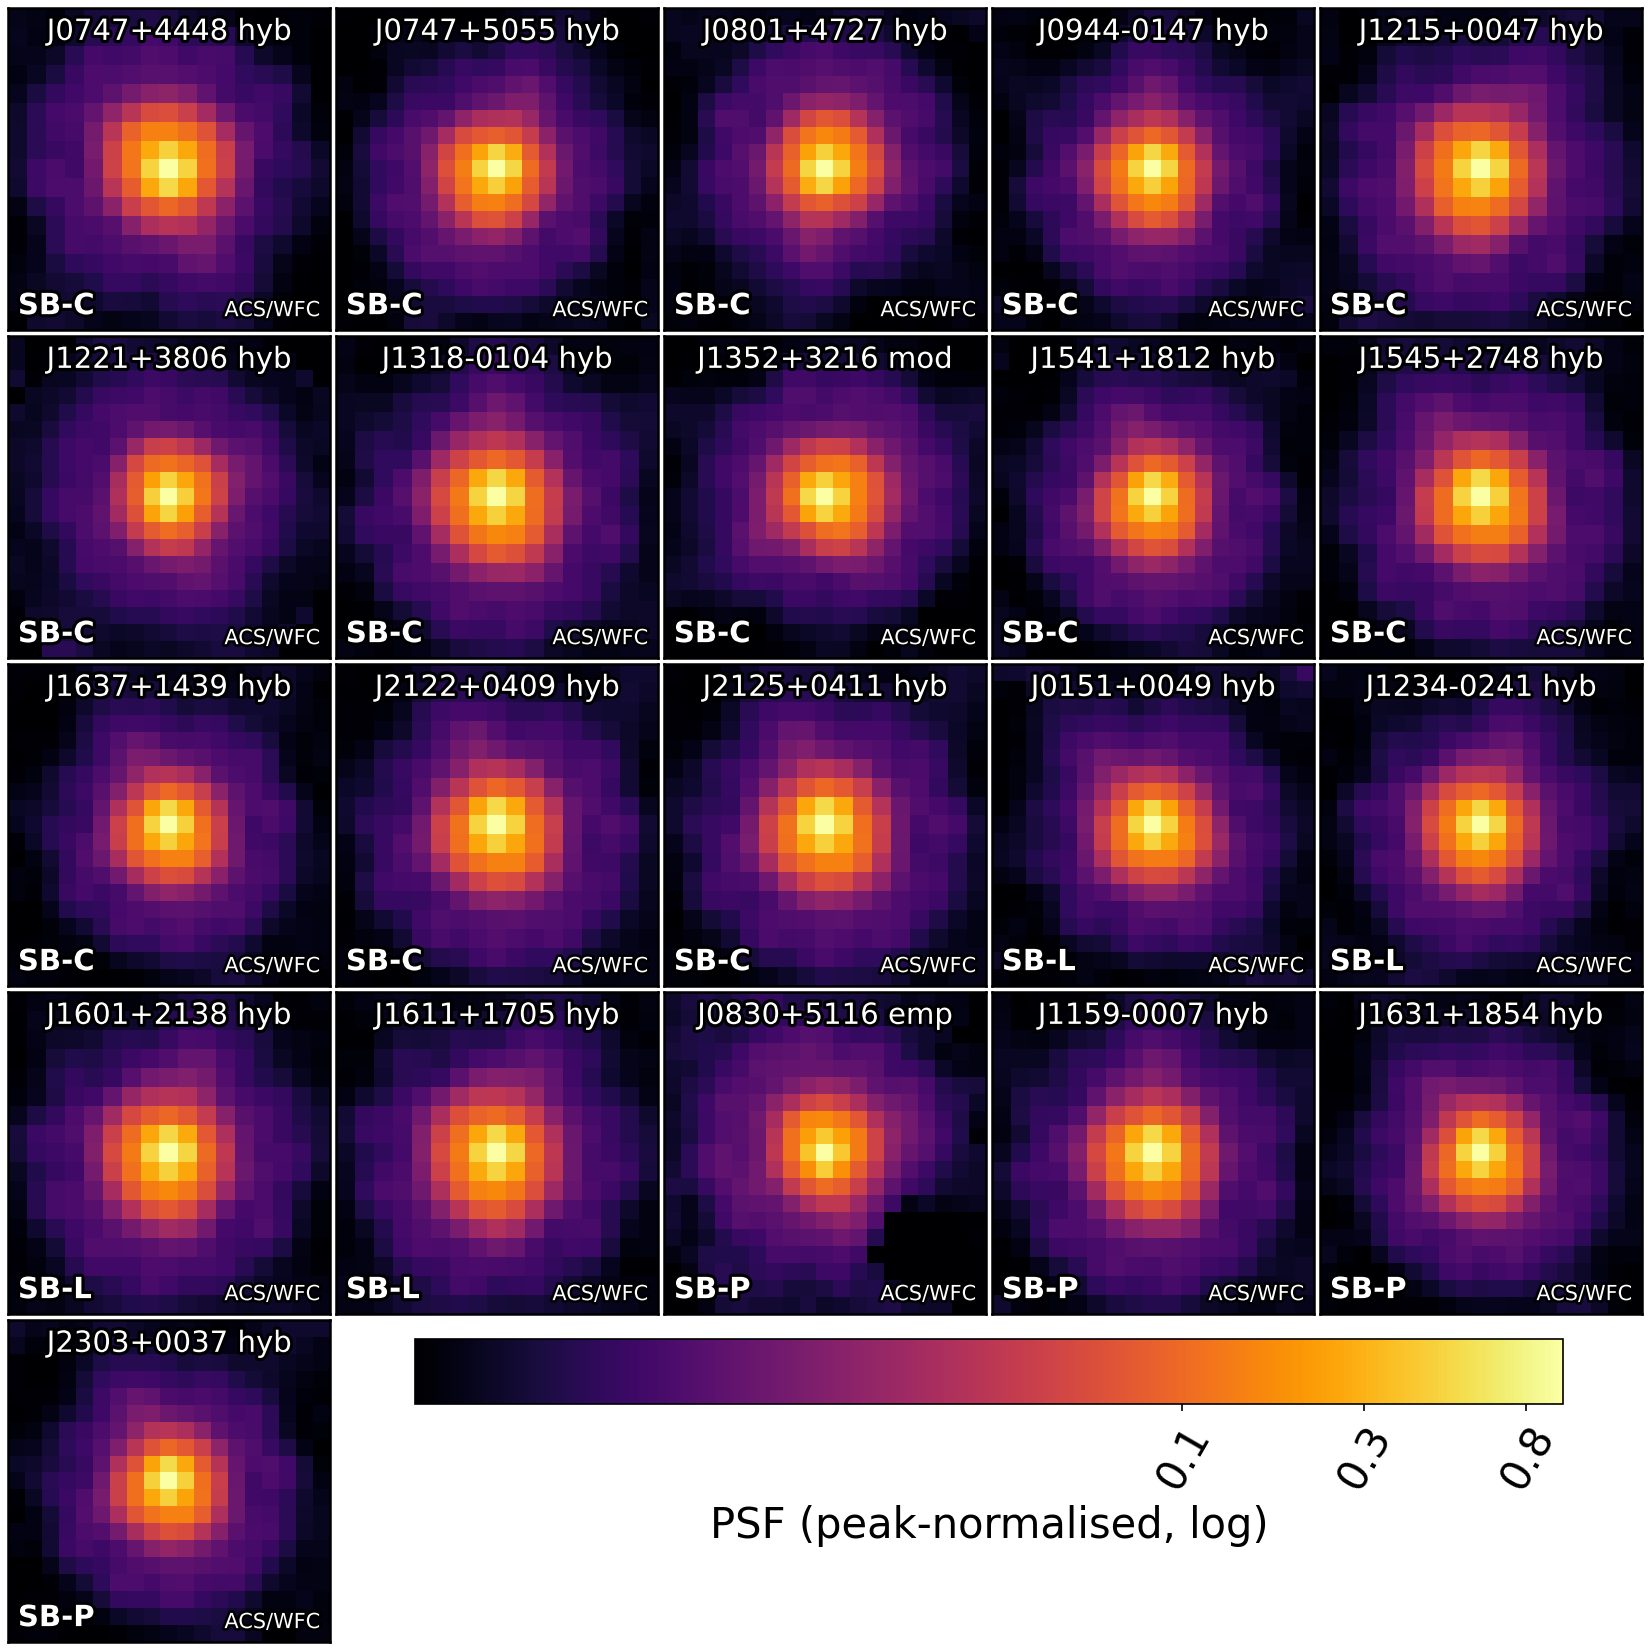 J0747+4448 hyb
SB-C
ACS/WFC
J0747+5055 hyb
SB-C
ACS/WFC
J0801+4727 hyb
SB-C
ACS/WFC
J0944-0147 hyb
SB-C
ACS/WFC
J1215+0047 hyb
SB-C
ACS/WFC
J1221+3806 hyb
SB-C
ACS/WFC
J1318-0104 hyb
SB-C
ACS/WFC
J1352+3216 mod
SB-C
ACS/WFC
J1541+1812 hyb
SB-C
ACS/WFC
J1545+2748 hyb
SB-C
ACS/WFC
J1637+1439 hyb
SB-C
ACS/WFC
J2122+0409 hyb
SB-C
ACS/WFC
J2125+0411 hyb
SB-C
ACS/WFC
J0151+0049 hyb
SB-L
ACS/WFC
J1234-0241 hyb
SB-L
ACS/WFC
J1601+2138 hyb
SB-L
ACS/WFC
J1611+1705 hyb
SB-L
ACS/WFC
J0830+5116 emp
SB-P
ACS/WFC
J1159-0007 hyb
SB-P
ACS/WFC
J1631+1854 hyb
SB-P
ACS/WFC
J2303+0037 hyb
SB-P
ACS/WFC
0.1
0.3
0.8
PSF (peak-normalised, log)